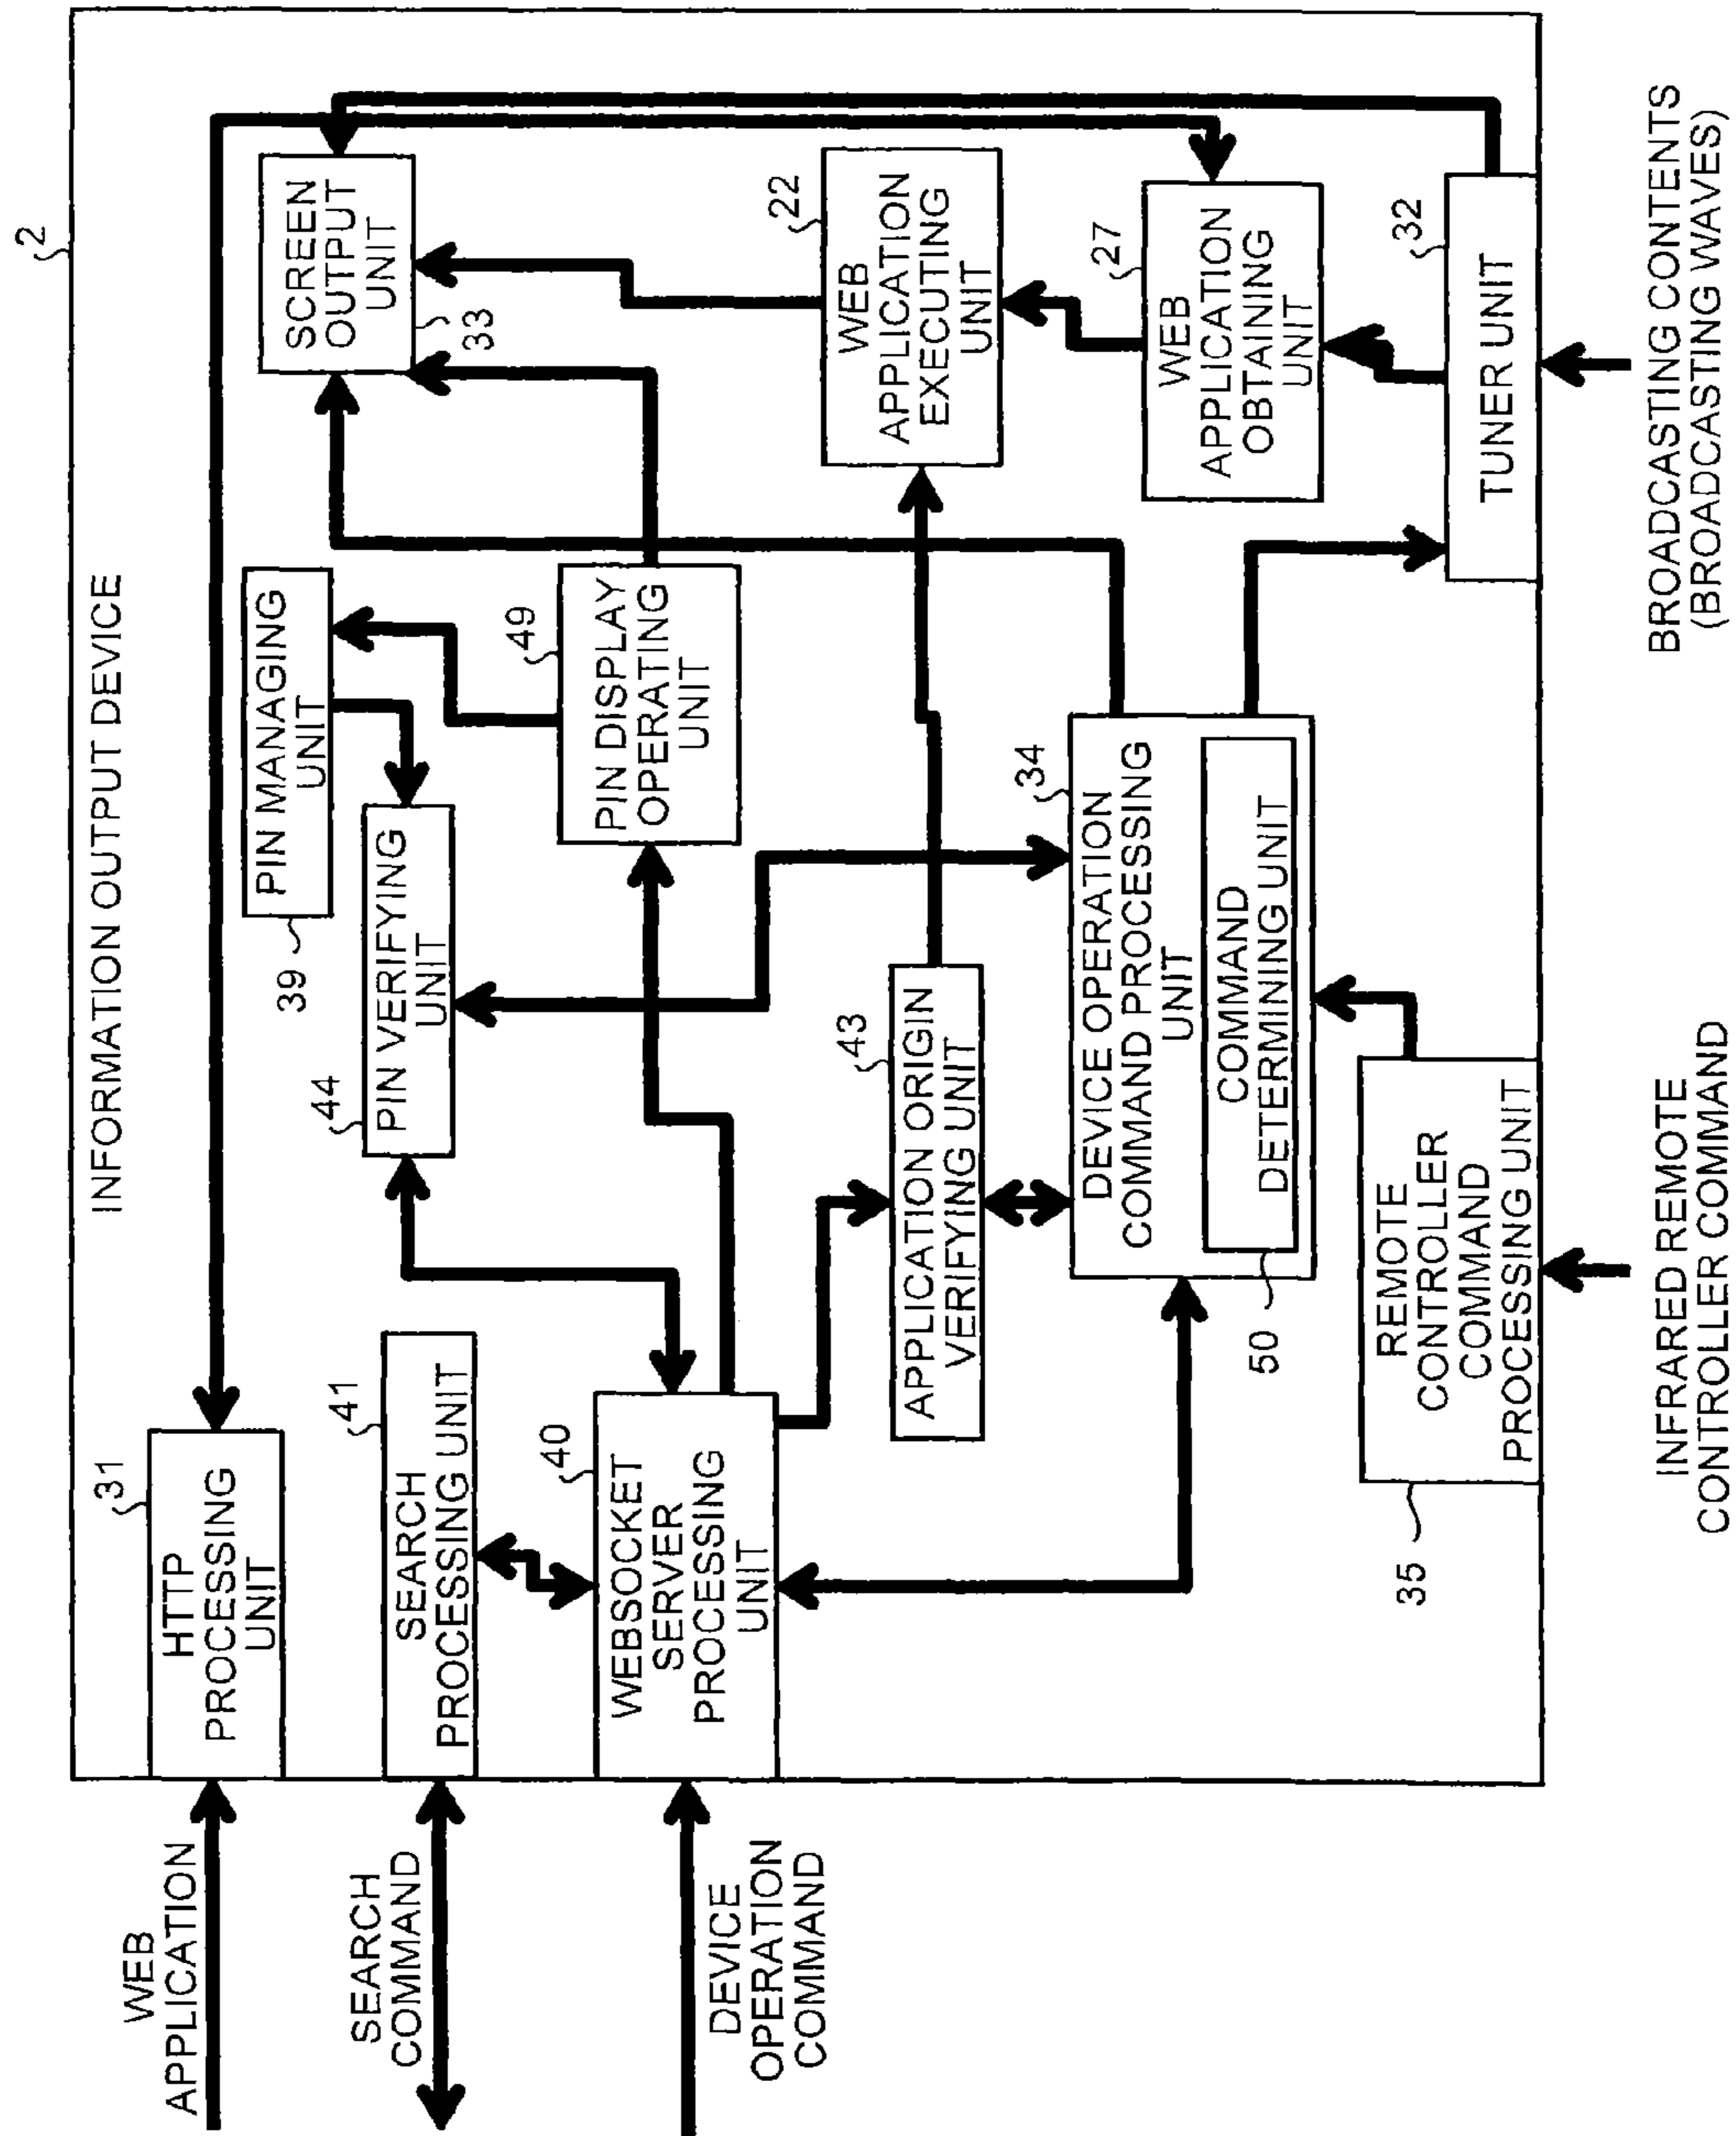 2
INFORMATION OUTPUT DEVICE
WEB
APPLICATION
31
HTTP
PROCESSING
UNIT
SEARCH
COMMAND
41
SEARCH
PROCESSING UNIT
DEVICE
OPERATION
COMMAND
40
WEBSOCKET
SERVER
PROCESSING
UNIT
39
PIN MANAGING
UNIT
44
PIN VERIFYING
UNIT
49
PIN DISPLAY
OPERATING
UNIT
SCREEN
OUTPUT
UNIT
33
43
APPLICATION ORIGIN
VERIFYING UNIT
22
WEB
APPLICATION
EXECUTING
UNIT
34
DEVICE OPERATION
COMMAND PROCESSING
UNIT
COMMAND
DETERMINING UNIT
50
27
WEB
APPLICATION
OBTAINING
UNIT
35
REMOTE
CONTROLLER
COMMAND
PROCESSING UNIT
32
TUNER UNIT
INFRARED REMOTE
CONTROLLER COMMAND
BROADCASTING CONTENTS
(BROADCASTING WAVES)